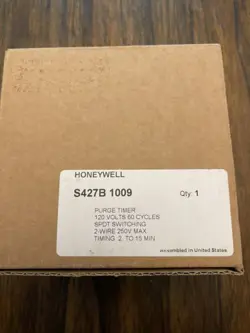 HONEYWELL
S427B 1009
Qty: 1
PURGE TIMER
120 VOLTS 60 CYCLES
SPDT SWITCHING
2-WIRE 250V MAX
TIMING 2 TO 15 MIN
Assembled in United States